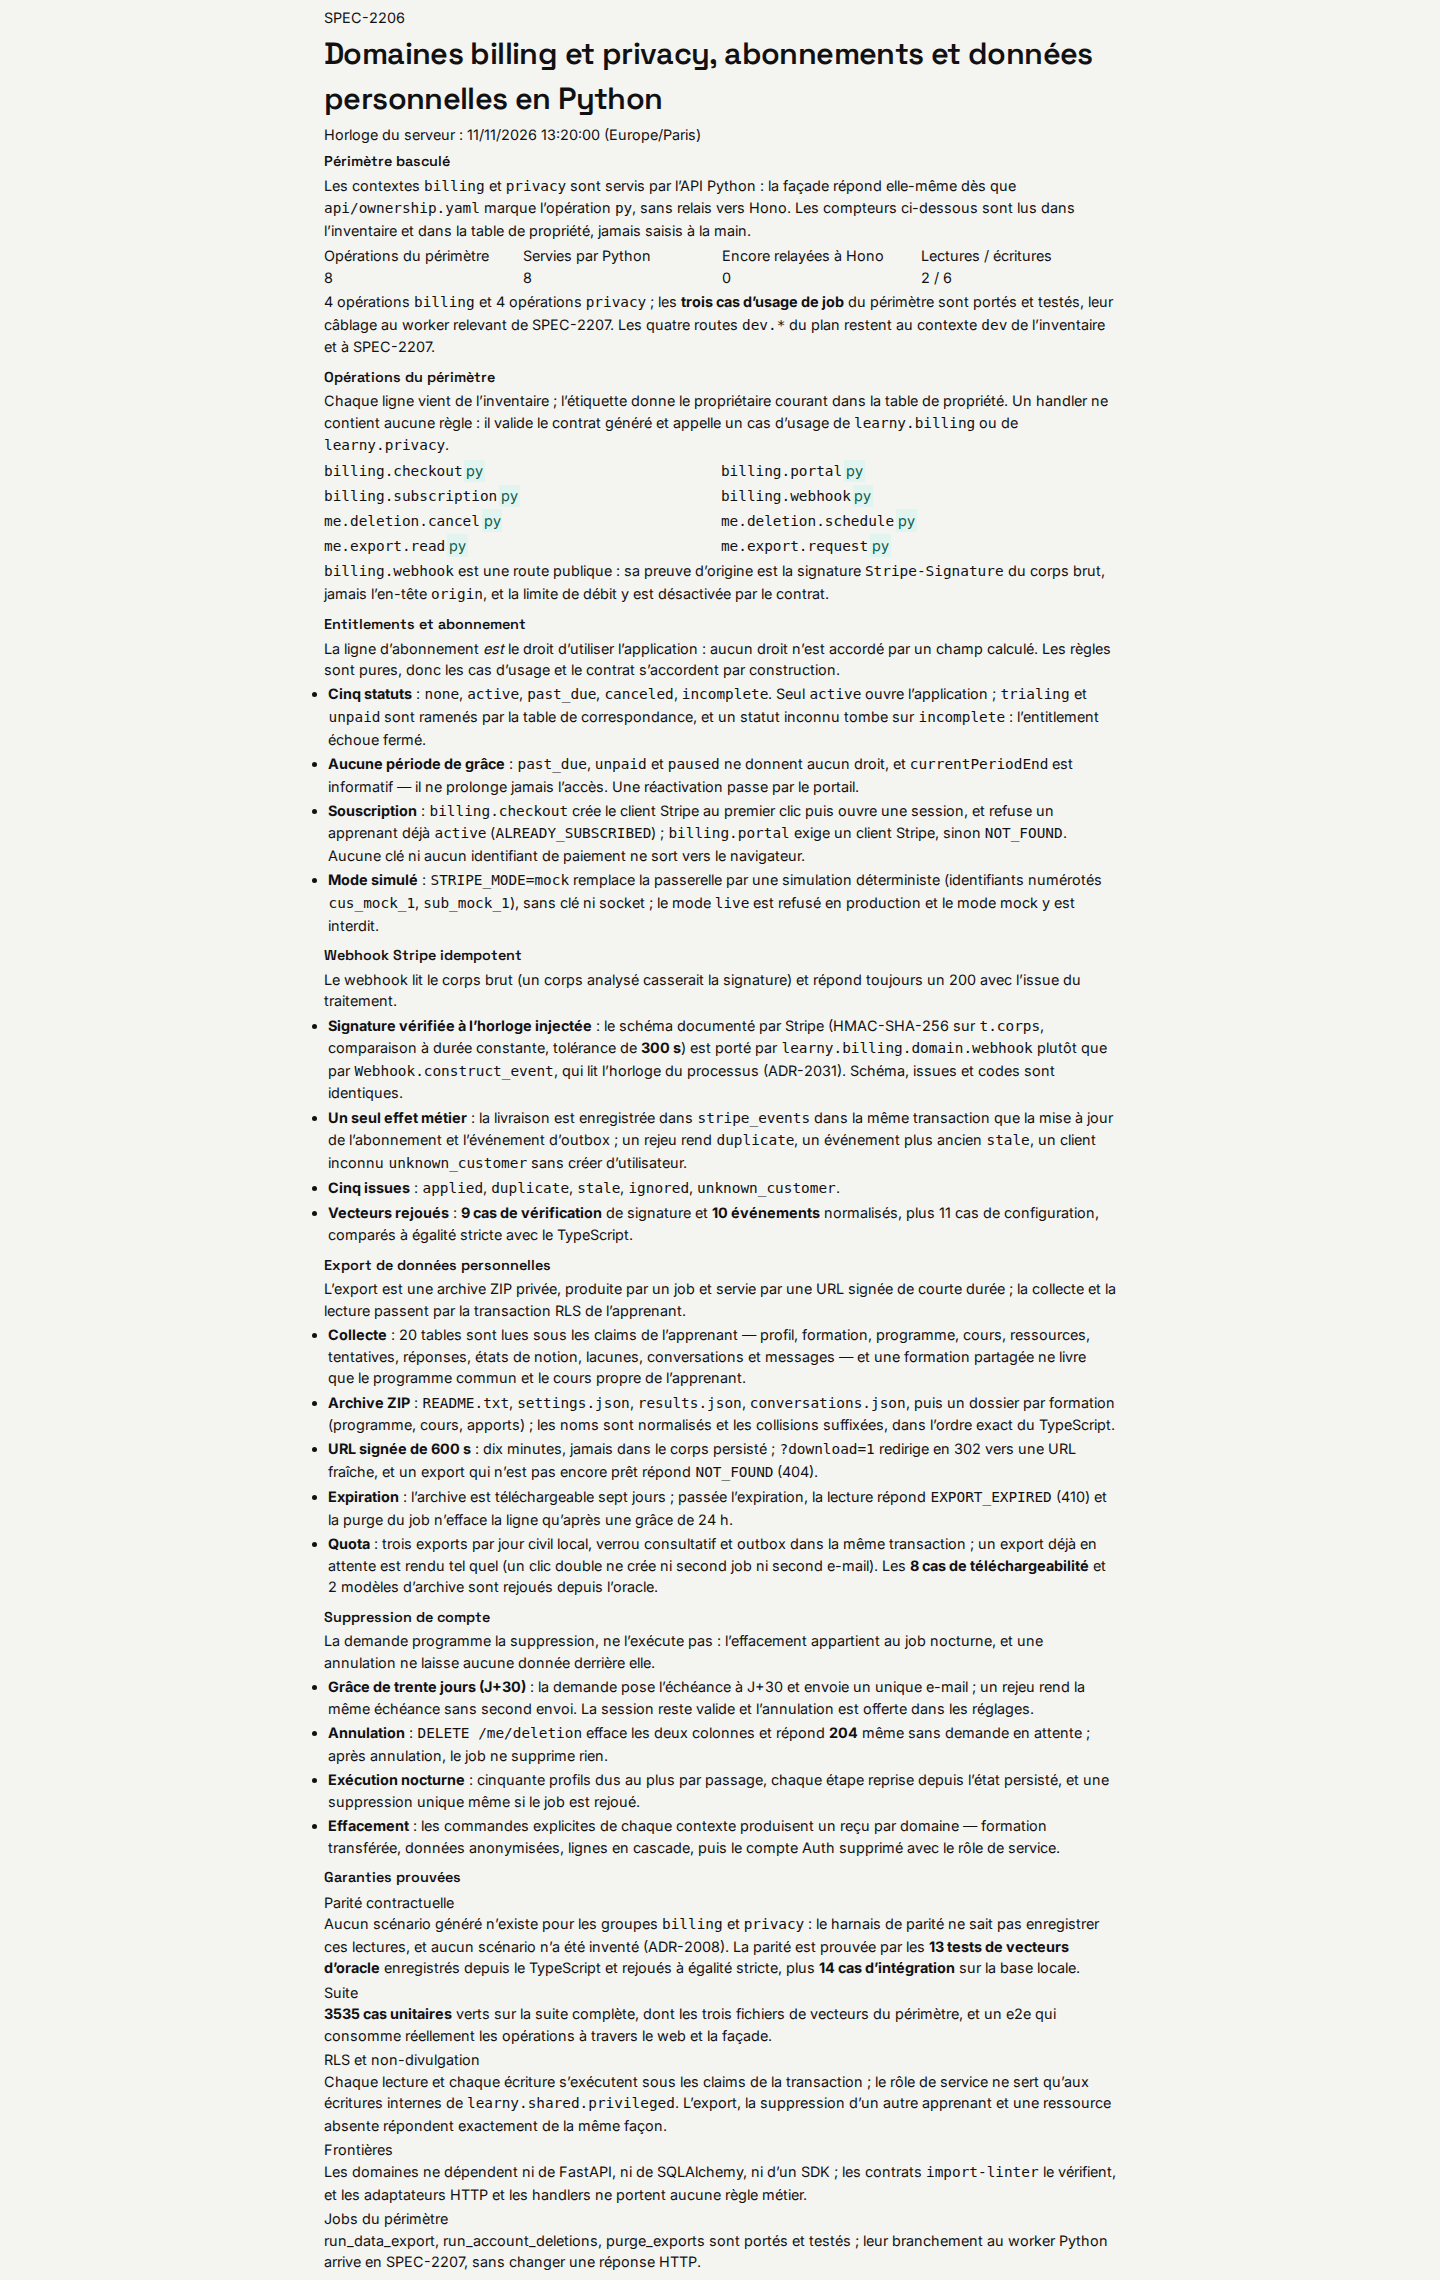 SPEC-2206
Domaines billing et privacy, abonnements et données
personnelles en Python
Horloge du serveur : 11/11/2026 13:20:00 (Europe/Paris)
Périmètre basculé
Les contextes billing et privacy sont servis par l’API Python : la façade répond elle-même dès que
api/ownership.yaml marque l’opération py, sans relais vers Hono. Les compteurs ci-dessous sont lus dans
l’inventaire et dans la table de propriété, jamais saisis à la main.
Opérations du périmètre Servies par Python Encore relayées à Hono Lectures / écritures
8 8 0 2 / 6
4 opérations billing et 4 opérations privacy ; les trois cas d’usage de job du périmètre sont portés et testés, leur
câblage au worker relevant de SPEC-2207. Les quatre routes dev.* du plan restent au contexte dev de l’inventaire
et à SPEC-2207.
Opérations du périmètre
Chaque ligne vient de l’inventaire ; l’étiquette donne le propriétaire courant dans la table de propriété. Un handler ne
contient aucune règle : il valide le contrat généré et appelle un cas d’usage de learny.billing ou de
learny.privacy.
billing.checkout py billing.portal py
billing.subscription py billing.webhook py
me.deletion.cancel py me.deletion.schedule py
me.export.read py me.export.request py
billing.webhook est une route publique : sa preuve d’origine est la signature Stripe-Signature du corps brut,
jamais l’en-tête origin, et la limite de débit y est désactivée par le contrat.
Entitlements et abonnement
La ligne d’abonnement est le droit d’utiliser l’application : aucun droit n’est accordé par un champ calculé. Les règles
sont pures, donc les cas d’usage et le contrat s’accordent par construction.
• Cinq statuts : none, active, past_due, canceled, incomplete. Seul active ouvre l’application ; trialing et
unpaid sont ramenés par la table de correspondance, et un statut inconnu tombe sur incomplete : l’entitlement
échoue fermé.
• Aucune période de grâce : past_due, unpaid et paused ne donnent aucun droit, et currentPeriodEnd est
informatif — il ne prolonge jamais l’accès. Une réactivation passe par le portail.
• Souscription : billing.checkout crée le client Stripe au premier clic puis ouvre une session, et refuse un
apprenant déjà active (ALREADY_SUBSCRIBED) ; billing.portal exige un client Stripe, sinon NOT_FOUND.
Aucune clé ni aucun identifiant de paiement ne sort vers le navigateur.
• Mode simulé : STRIPE_MODE=mock remplace la passerelle par une simulation déterministe (identifiants numérotés
cus_mock_1, sub_mock_1), sans clé ni socket ; le mode live est refusé en production et le mode mock y est
interdit.
Webhook Stripe idempotent
Le webhook lit le corps brut (un corps analysé casserait la signature) et répond toujours un 200 avec l’issue du
traitement.
• Signature vérifiée à l’horloge injectée : le schéma documenté par Stripe (HMAC-SHA-256 sur t.corps,
comparaison à durée constante, tolérance de 300 s) est porté par learny.billing.domain.webhook plutôt que
par Webhook.construct_event, qui lit l’horloge du processus (ADR-2031). Schéma, issues et codes sont
identiques.
• Un seul effet métier : la livraison est enregistrée dans stripe_events dans la même transaction que la mise à jour
de l’abonnement et l’événement d’outbox ; un rejeu rend duplicate, un événement plus ancien stale, un client
inconnu unknown_customer sans créer d’utilisateur.
• Cinq issues : applied, duplicate, stale, ignored, unknown_customer.
• Vecteurs rejoués : 9 cas de vérification de signature et 10 événements normalisés, plus 11 cas de configuration,
comparés à égalité stricte avec le TypeScript.
Export de données personnelles
L’export est une archive ZIP privée, produite par un job et servie par une URL signée de courte durée ; la collecte et la
lecture passent par la transaction RLS de l’apprenant.
• Collecte : 20 tables sont lues sous les claims de l’apprenant — profil, formation, programme, cours, ressources,
tentatives, réponses, états de notion, lacunes, conversations et messages — et une formation partagée ne livre
que le programme commun et le cours propre de l’apprenant.
• Archive ZIP : README.txt, settings.json, results.json, conversations.json, puis un dossier par formation
(programme, cours, apports) ; les noms sont normalisés et les collisions suffixées, dans l’ordre exact du TypeScript.
• URL signée de 600 s : dix minutes, jamais dans le corps persisté ; ?download=1 redirige en 302 vers une URL
fraîche, et un export qui n’est pas encore prêt répond NOT_FOUND (404).
• Expiration : l’archive est téléchargeable sept jours ; passée l’expiration, la lecture répond EXPORT_EXPIRED (410) et
la purge du job n’efface la ligne qu’après une grâce de 24 h.
• Quota : trois exports par jour civil local, verrou consultatif et outbox dans la même transaction ; un export déjà en
attente est rendu tel quel (un clic double ne crée ni second job ni second e-mail). Les 8 cas de téléchargeabilité et
2 modèles d’archive sont rejoués depuis l’oracle.
Suppression de compte
La demande programme la suppression, ne l’exécute pas : l’effacement appartient au job nocturne, et une
annulation ne laisse aucune donnée derrière elle.
• Grâce de trente jours (J+30) : la demande pose l’échéance à J+30 et envoie un unique e-mail ; un rejeu rend la
même échéance sans second envoi. La session reste valide et l’annulation est offerte dans les réglages.
• Annulation : DELETE /me/deletion efface les deux colonnes et répond 204 même sans demande en attente ;
après annulation, le job ne supprime rien.
• Exécution nocturne : cinquante profils dus au plus par passage, chaque étape reprise depuis l’état persisté, et une
suppression unique même si le job est rejoué.
• Effacement : les commandes explicites de chaque contexte produisent un reçu par domaine — formation
transférée, données anonymisées, lignes en cascade, puis le compte Auth supprimé avec le rôle de service.
Garanties prouvées
Parité contractuelle
Aucun scénario généré n’existe pour les groupes billing et privacy : le harnais de parité ne sait pas enregistrer
ces lectures, et aucun scénario n’a été inventé (ADR-2008). La parité est prouvée par les 13 tests de vecteurs
d’oracle enregistrés depuis le TypeScript et rejoués à égalité stricte, plus 14 cas d’intégration sur la base locale.
Suite
3535 cas unitaires verts sur la suite complète, dont les trois fichiers de vecteurs du périmètre, et un e2e qui
consomme réellement les opérations à travers le web et la façade.
RLS et non-divulgation
Chaque lecture et chaque écriture s’exécutent sous les claims de la transaction ; le rôle de service ne sert qu’aux
écritures internes de learny.shared.privileged. L’export, la suppression d’un autre apprenant et une ressource
absente répondent exactement de la même façon.
Frontières
Les domaines ne dépendent ni de FastAPI, ni de SQLAlchemy, ni d’un SDK ; les contrats import-linter le vérifient,
et les adaptateurs HTTP et les handlers ne portent aucune règle métier.
Jobs du périmètre
run_data_export, run_account_deletions, purge_exports sont portés et testés ; leur branchement au worker Python
arrive en SPEC-2207, sans changer une réponse HTTP.